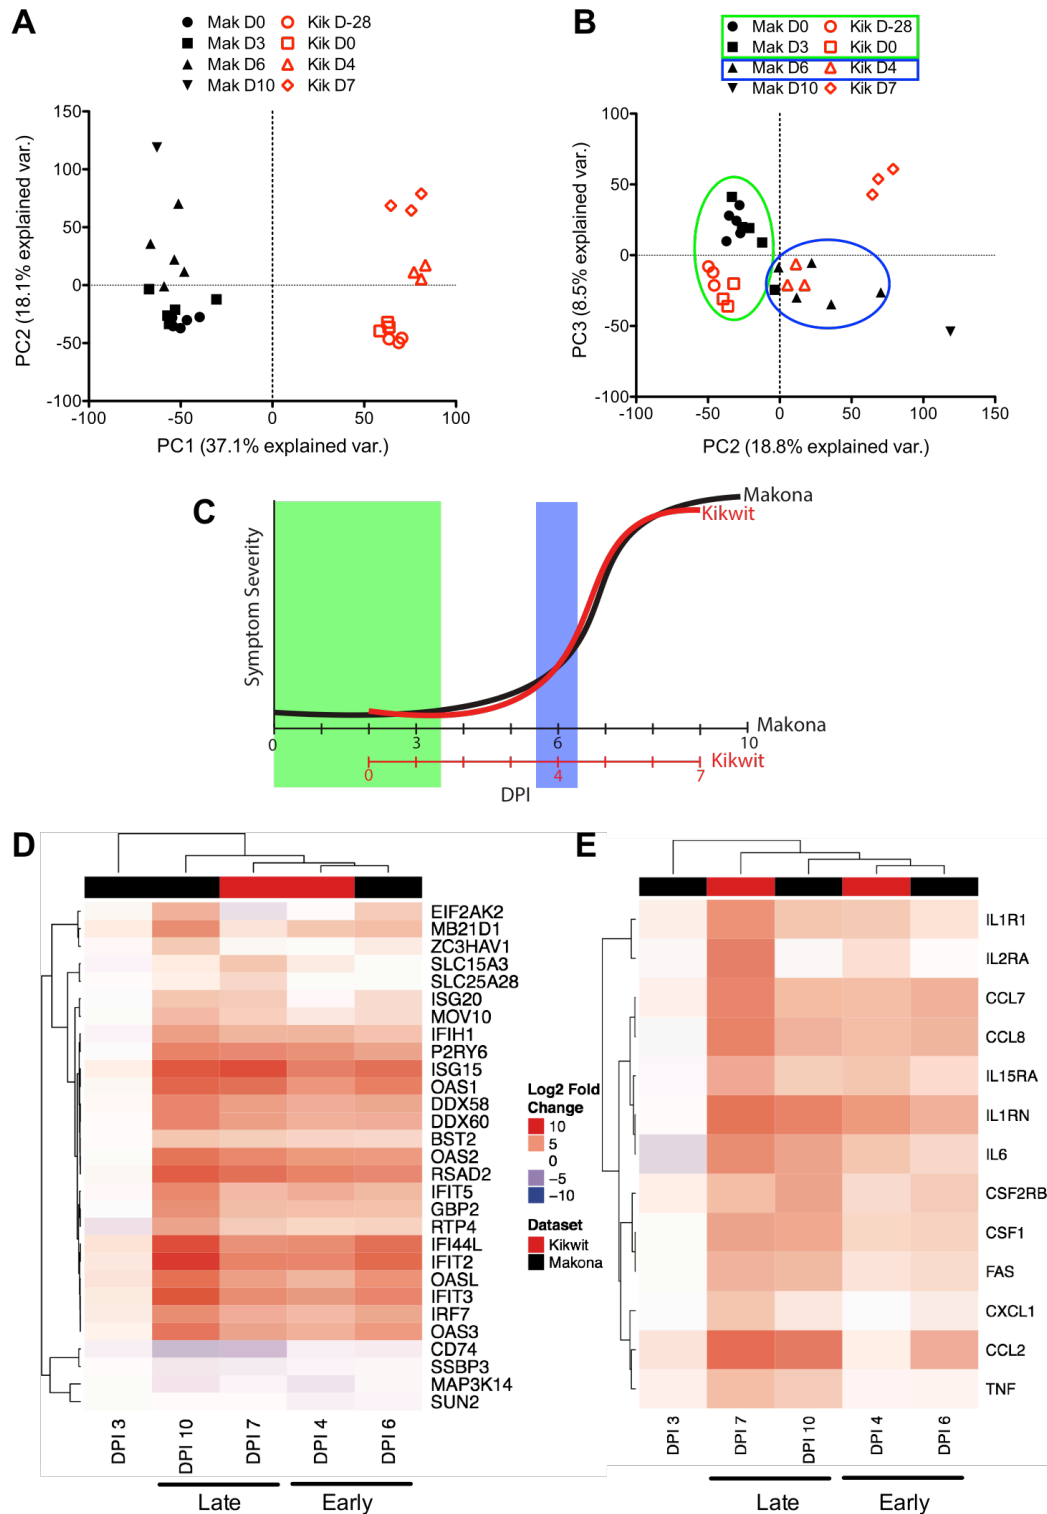 A
Mak D0 Kik D-28
Mak D3 Kik D0
Mak D6 Kik D4
Mak D10 Kik D7
150
100
50
0
-50
-100
-100 -50 0 50 100
PC2 (18.1% explained var.)
PC1 (37.1% explained var.)
B
Mak D0 Kik D-28
Mak D3 Kik D0
Mak D6 Kik D4
Mak D10 Kik D7
100
50
0
-50
-100
-100 -50 0 50 100 150
PC3 (8.5% explained var.)
PC2 (18.8% explained var.)
C
Symptom Severity
Makona
Kikwit
Makona
0 3 6 10
Kikwit
0 4 7
DPI
D
EIF2AK2
MB21D1
ZC3HAV1
SLC15A3
SLC25A28
ISG20
MOV10
IFIH1
P2RY6
ISG15
OAS1
DDX58
DDX60
BST2
OAS2
RSAD2
IFIT5
GBP2
RTP4
IFI44L
IFIT2
OASL
IFIT3
IRF7
OAS3
CD74
SSBP3
MAP3K14
SUN2
DPI 3
DPI 10
DPI 7
DPI 4
DPI 6
Late Early
Log2 Fold
Change
10
5
0
-5
-10
Dataset
Kikwit
Makona
E
IL1R1
IL2RA
CCL7
CCL8
IL15RA
IL1RN
IL6
CSF2RB
CSF1
FAS
CXCL1
CCL2
TNF
DPI 3
DPI 7
DPI 10
DPI 4
DPI 6
Late Early